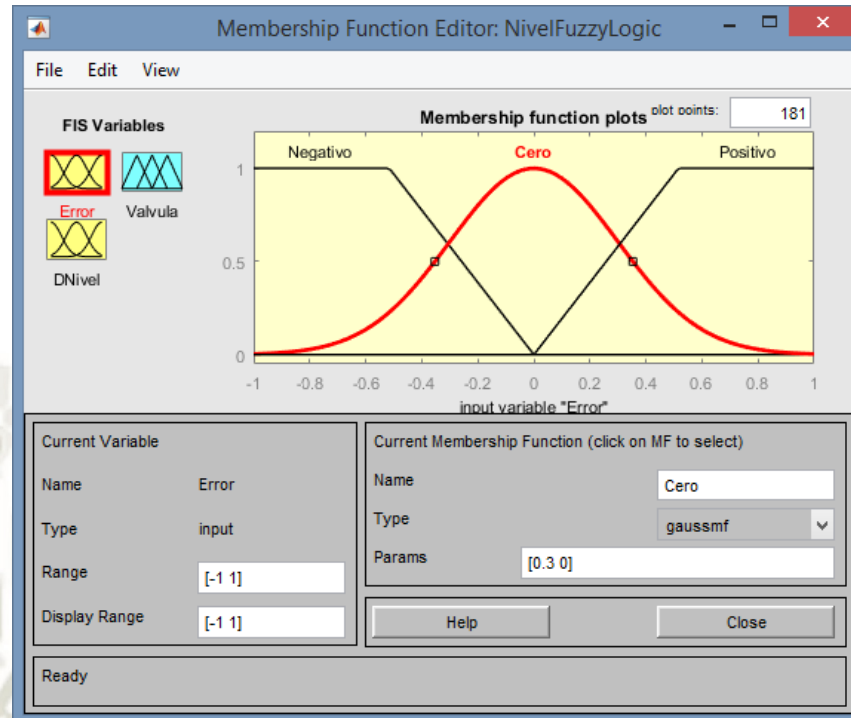 Membership Function Editor: NivelFuzzyLogic
File Edit View
FIS Variables
Error
Valvula
DNivel
Membership function plots
plot points:
181
Negativo
Cero
Positivo
1
0.5
0
-1 -0.8 -0.6 -0.4 -0.2 0 0.2 0.4 0.6 0.8 1
input variable "Error"
Current Variable
Name Error
Type input
Range [-1 1]
Display Range [-1 1]
Current Membership Function (click on MF to select)
Name Cero
Type gaussmf
Params [0.3 0]
Help Close
Ready